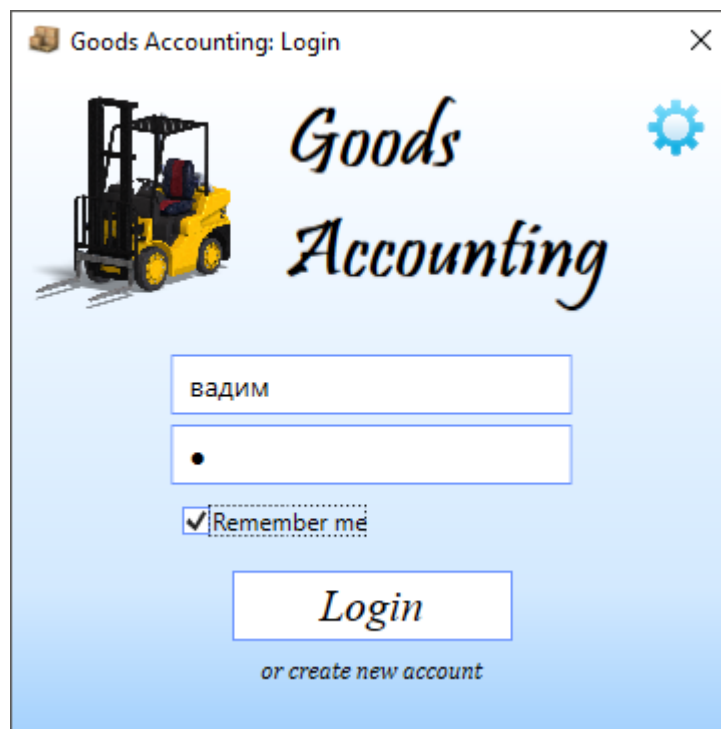 Goods Accounting: Login
Goods
Accounting
вадим
Remember me
Login
or create new account